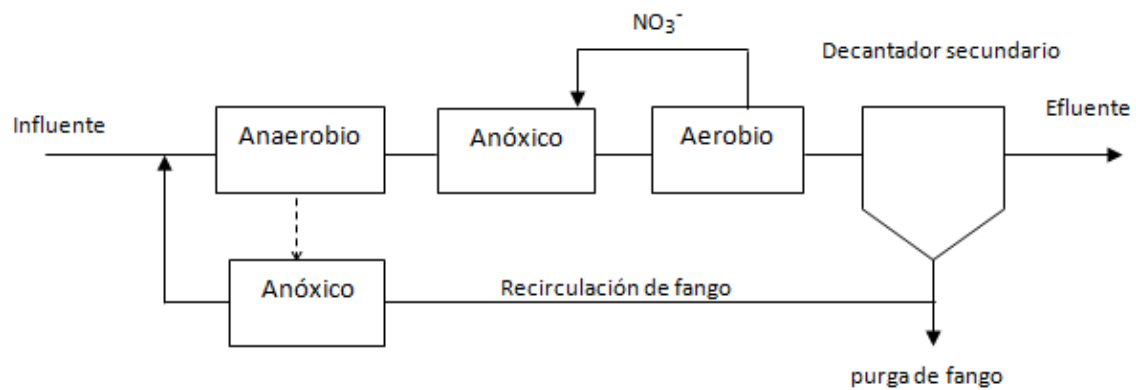 NO₃⁻
Decantador secundario
Influente
Efluente
Anaerobio
Anóxico
Aerobio
Anóxico
Recirculación de fango
purga de fango